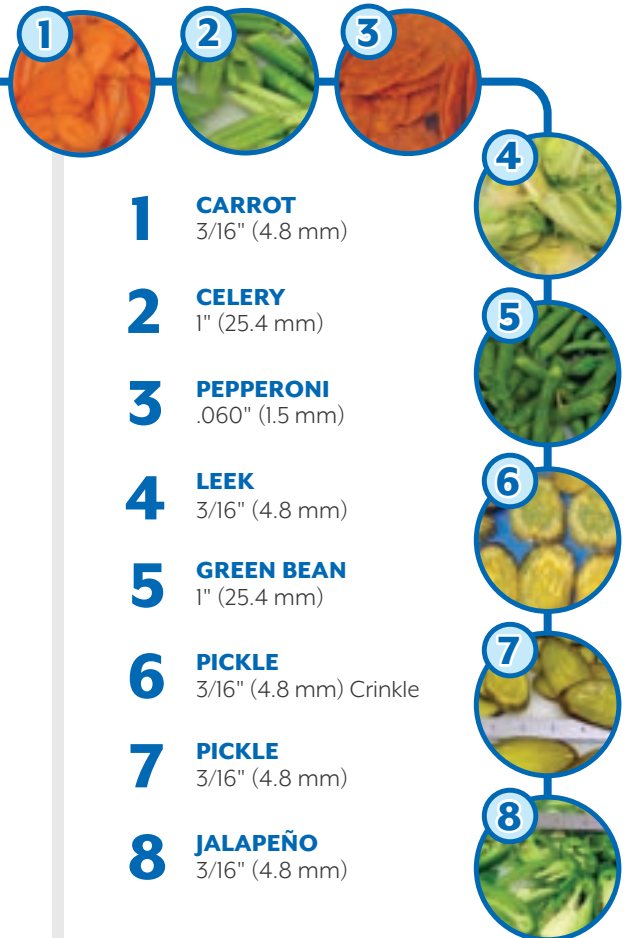 1
2
3
4
5
6
7
8
1 CARROT
3/16" (4.8 mm)
2 CELERY
1" (25.4 mm)
3 PEPPERONI
.060" (1.5 mm)
4 LEEK
3/16" (4.8 mm)
5 GREEN BEAN
1" (25.4 mm)
6 PICKLE
3/16" (4.8 mm) Crinkle
7 PICKLE
3/16" (4.8 mm)
8 JALAPEÑO
3/16" (4.8 mm)